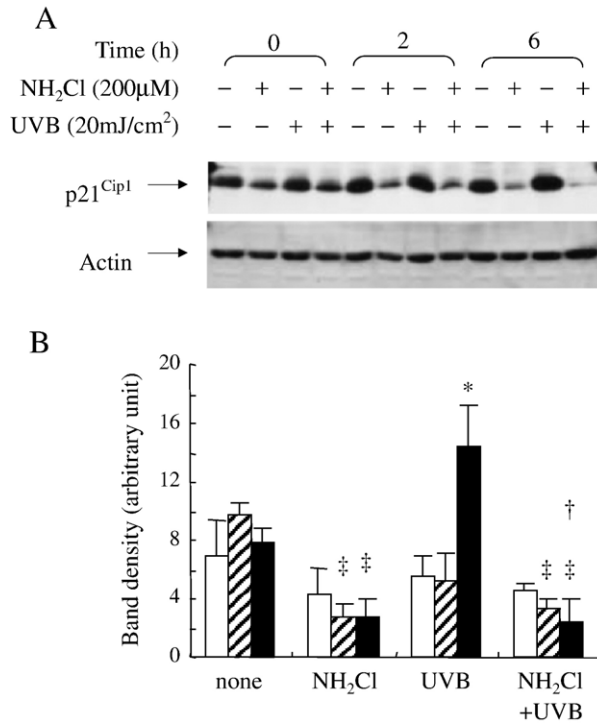 A
Time (h) 0 2 6
NH₂Cl (200μM) − + − + − + − + − + − +
UVB (20mJ/cm²) − − + + − − + + − − + +
p21Cip1
Actin
B
Band density (arbitrary unit)
20
16
12
8
4
0
*
†
‡ ‡ ‡ ‡
none NH₂Cl UVB NH₂Cl
+UVB